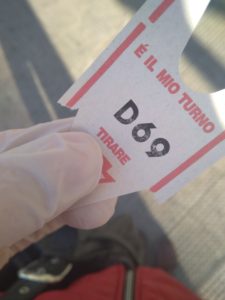 É IL MIO TURNO
D69
TIRARE